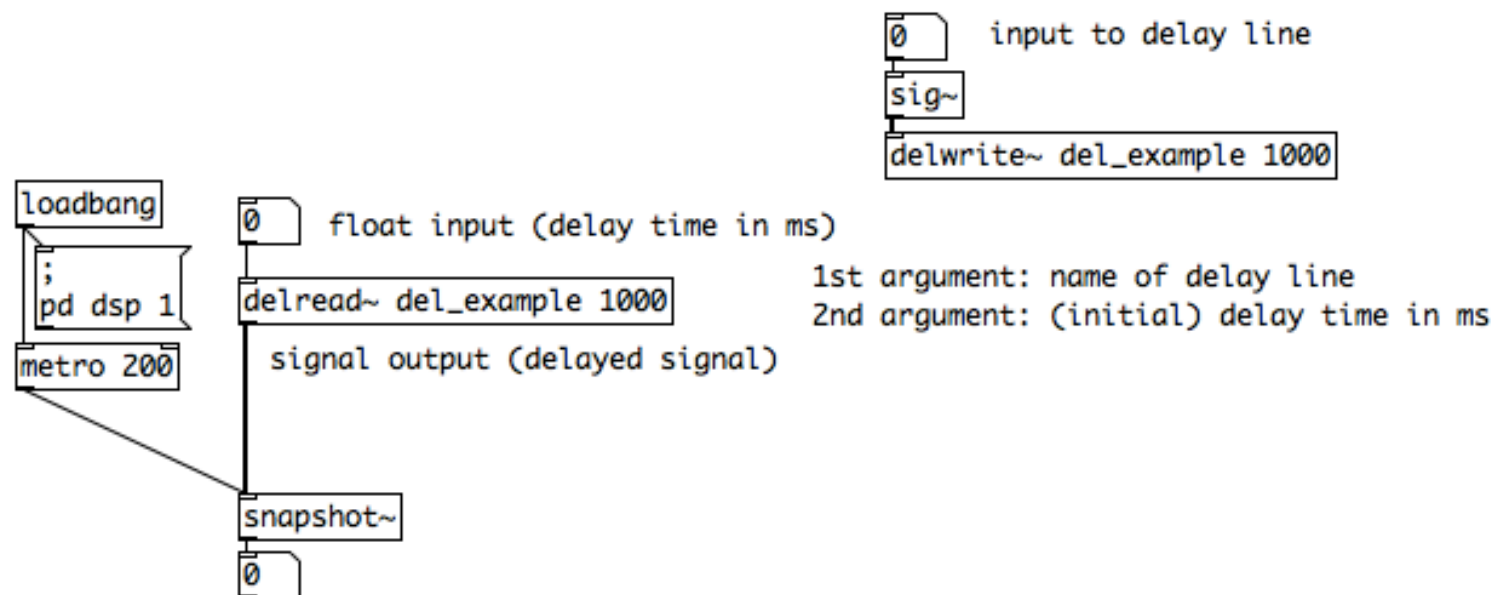 0
input to delay line
sig~
delwrite~ del_example 1000
loadbang
0
float input (delay time in ms)
;
pd dsp 1
delread~ del_example 1000
1st argument: name of delay line
2nd argument: (initial) delay time in ms
metro 200
signal output (delayed signal)
snapshot~
0